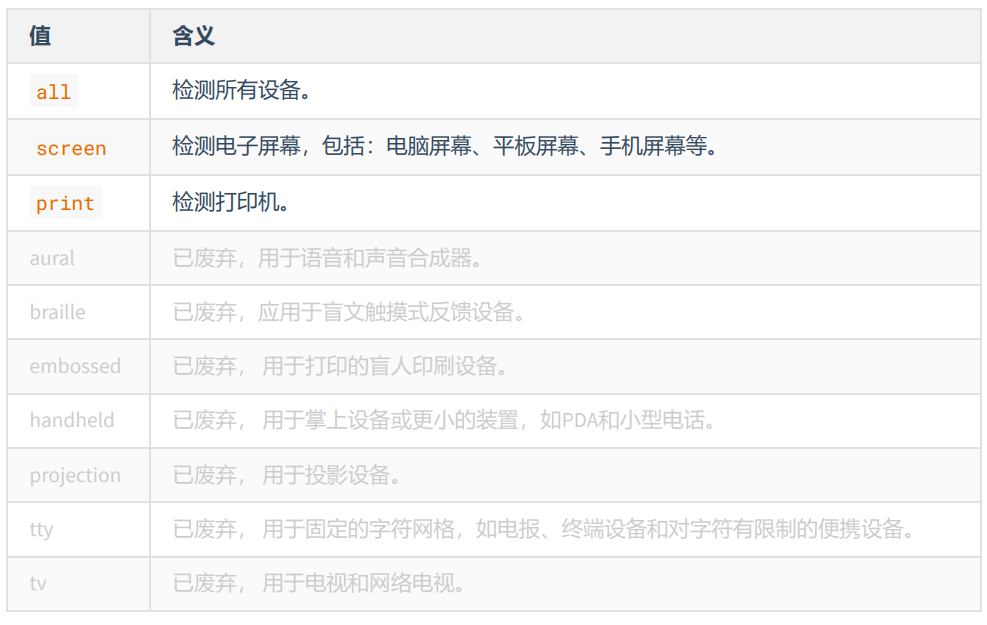 值 含义
all 检测所有设备。
screen 检测电子屏幕，包括：电脑屏幕、平板屏幕、手机屏幕等。
print 检测打印机。
aural 已废弃，用于语音和声音合成器。
braille 已废弃，应用于盲文触摸式反馈设备。
embossed 已废弃， 用于打印的盲人印刷设备。
handheld 已废弃， 用于掌上设备或更小的装置，如PDA和小型电话。
projection 已废弃， 用于投影设备。
tty 已废弃， 用于固定的字符网格，如电报、终端设备和对字符有限制的便携设备。
tv 已废弃， 用于电视和网络电视。